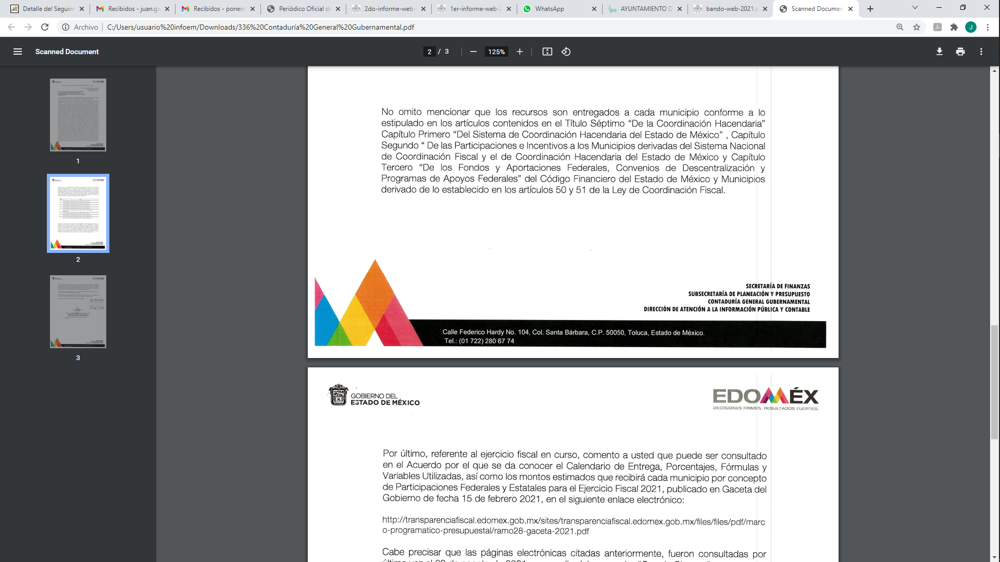 Detalle del Seguim
Recibidos - juan.ga
Recibidos - ponenc
Periódico Oficial de
2do-informe-web-
1er-informe-web-2
WhatsApp
AYUNTAMIENTO D
bando-web-2021.p
Scanned Documen
Archivo
C:/Users/usuario%20infoem/Downloads/336%20Contaduría%20General%20Gubernamental.pdf
J
Scanned Document
2 / 3
125%
1
2
3
No omito mencionar que los recursos son entregados a cada municipio conforme a lo
estipulado en los artículos contenidos en el Título Séptimo “De la Coordinación Hacendaria”
Capítulo Primero “Del Sistema de Coordinación Hacendaria del Estado de México” , Capítulo
Segundo “ De las Participaciones e Incentivos a los Municipios derivadas del Sistema Nacional
de Coordinación Fiscal y el de Coordinación Hacendaria del Estado de México y Capítulo
Tercero “De los Fondos y Aportaciones Federales, Convenios de Descentralización y
Programas de Apoyos Federales” del Código Financiero del Estado de México y Municipios
derivado de lo establecido en los artículos 50 y 51 de la Ley de Coordinación Fiscal.
SECRETARÍA DE FINANZAS
SUBSECRETARÍA DE PLANEACIÓN Y PRESUPUESTO
CONTADURÍA GENERAL GUBERNAMENTAL
DIRECCIÓN DE ATENCIÓN A LA INFORMACIÓN PÚBLICA Y CONTABLE
Calle Federico Hardy No. 104, Col. Santa Bárbara, C.P. 50050, Toluca, Estado de México.
Tel.: (01 722) 280 67 74
GOBIERNO DEL
ESTADO DE MÉXICO
EDOMÉX
DECISIONES FIRMES, RESULTADOS FUERTES.
Por último, referente al ejercicio fiscal en curso, comento a usted que puede ser consultado
en el Acuerdo por el que se da conocer el Calendario de Entrega, Porcentajes, Fórmulas y
Variables Utilizadas, así como los montos estimados que recibirá cada municipio por concepto
de Participaciones Federales y Estatales para el Ejercicio Fiscal 2021, publicado en Gaceta del
Gobierno de fecha 15 de febrero 2021, en el siguiente enlace electrónico:
http://transparenciafiscal.edomex.gob.mx/sites/transparenciafiscal.edomex.gob.mx/files/files/pdf/marc
o-programatico-presupuestal/ramo28-gaceta-2021.pdf
Cabe precisar que las páginas electrónicas citadas anteriormente, fueron consultadas por